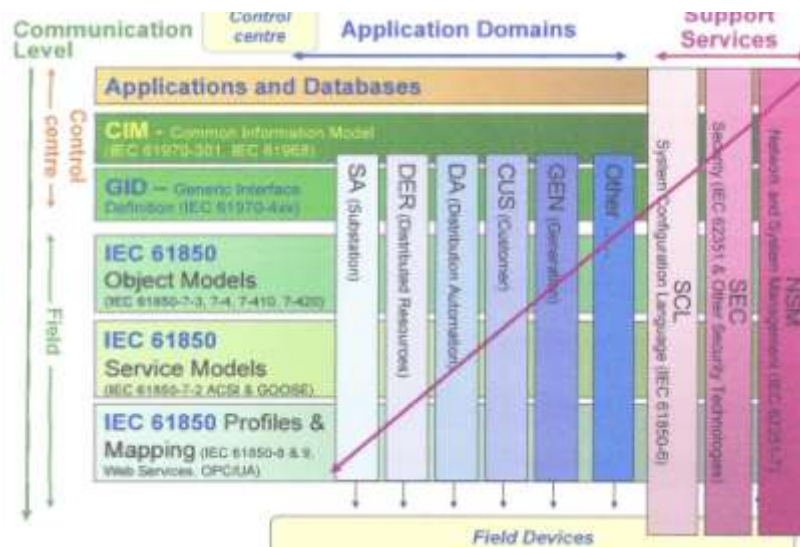 Control
centre
Communication
Level
Application Domains
Support
Services
Control
centre
Field
Applications and Databases
CIM - Common Information Model
(IEC 61970-301, IEC 61968)
GID – Generic Interface
Definition (IEC 61970-4xx)
IEC 61850
Object Models
(IEC 61850-7-3, 7-4, 7-410, 7-420)
IEC 61850
Service Models
(IEC 61850-7-2 ACSI & GOOSE)
IEC 61850 Profiles &
Mapping (IEC 61850-8 & 9,
Web Services, OPC/UA)
SA (Substation)
DER (Distributed Resources)
DA (Distribution Automation)
CUS (Customer)
GEN (Generation)
Other ......
SCL
System Configuration Language (IEC 61850-6)
SEC
Security (IEC 62351 & Other Security Technologies)
NSM
Network and System Management (IEC 62351-7)
Field Devices